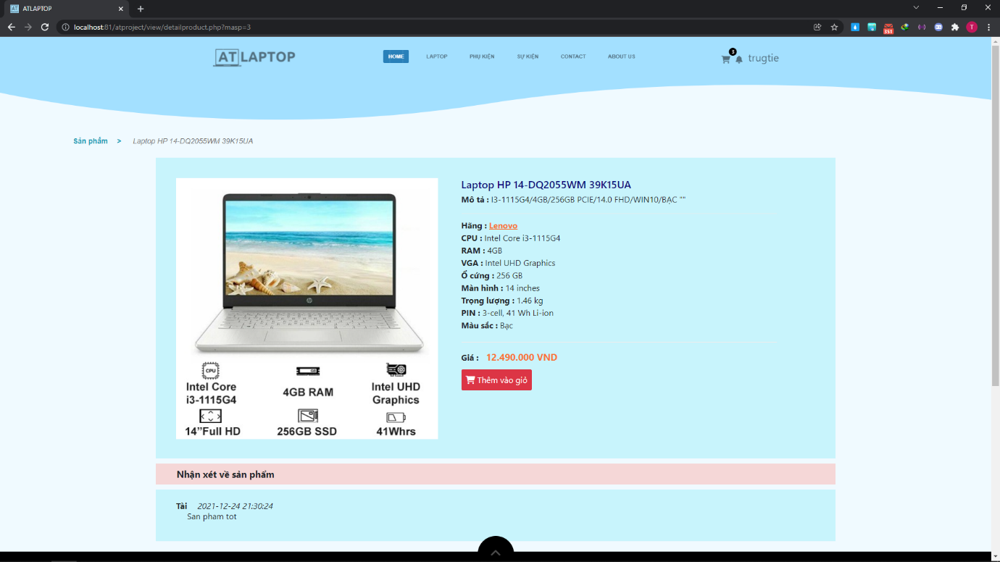 ATLAPTOP
localhost:81/atproject/view/detailproduct.php?masp=3
351
T
AT LAPTOP
HOME
LAPTOP
PHỤ KIỆN
SỰ KIỆN
CONTACT
ABOUT US
3
trugtie
Sản phẩm > Laptop HP 14-DQ2055WM 39K15UA
Laptop HP 14-DQ2055WM 39K15UA
Mô tả : I3-1115G4/4GB/256GB PCIE/14.0 FHD/WIN10/BẠC ""
Hãng : Lenovo
CPU : Intel Core i3-1115G4
RAM : 4GB
VGA : Intel UHD Graphics
Ổ cứng : 256 GB
Màn hình : 14 inches
Trọng lượng : 1.46 kg
PIN : 3-cell, 41 Wh Li-ion
Màu sắc : Bạc
Giá : 12.490.000 VND
Thêm vào giỏ
hp
CPU
Intel Core
i3-1115G4
4GB RAM
Intel UHD
Graphics
14”Full HD
256GB SSD
41Whrs
Nhận xét về sản phẩm
Tài 2021-12-24 21:30:24
San pham tot